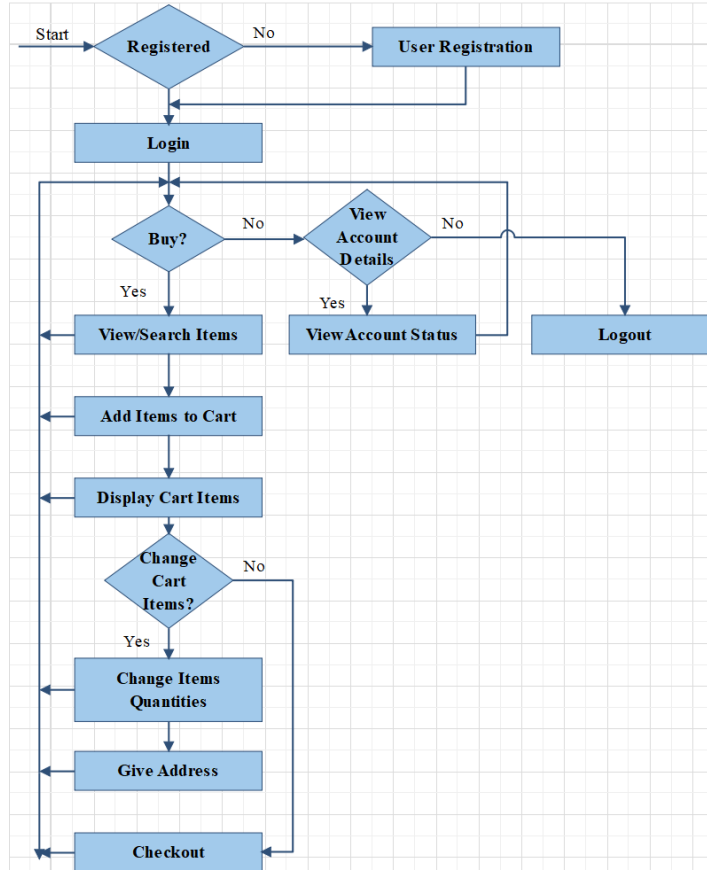 Start
Registered
No
User Registration
Login
Buy?
No
View
Account
Details
No
Yes
Yes
View/Search Items
View Account Status
Logout
Add Items to Cart
Display Cart Items
Change
Cart
Items?
No
Yes
Change Items
Quantities
Give Address
Checkout